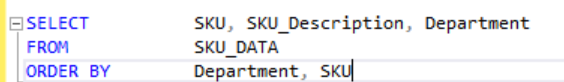 SELECT SKU, SKU_Description, Department
FROM SKU_DATA
ORDER BY Department, SKU